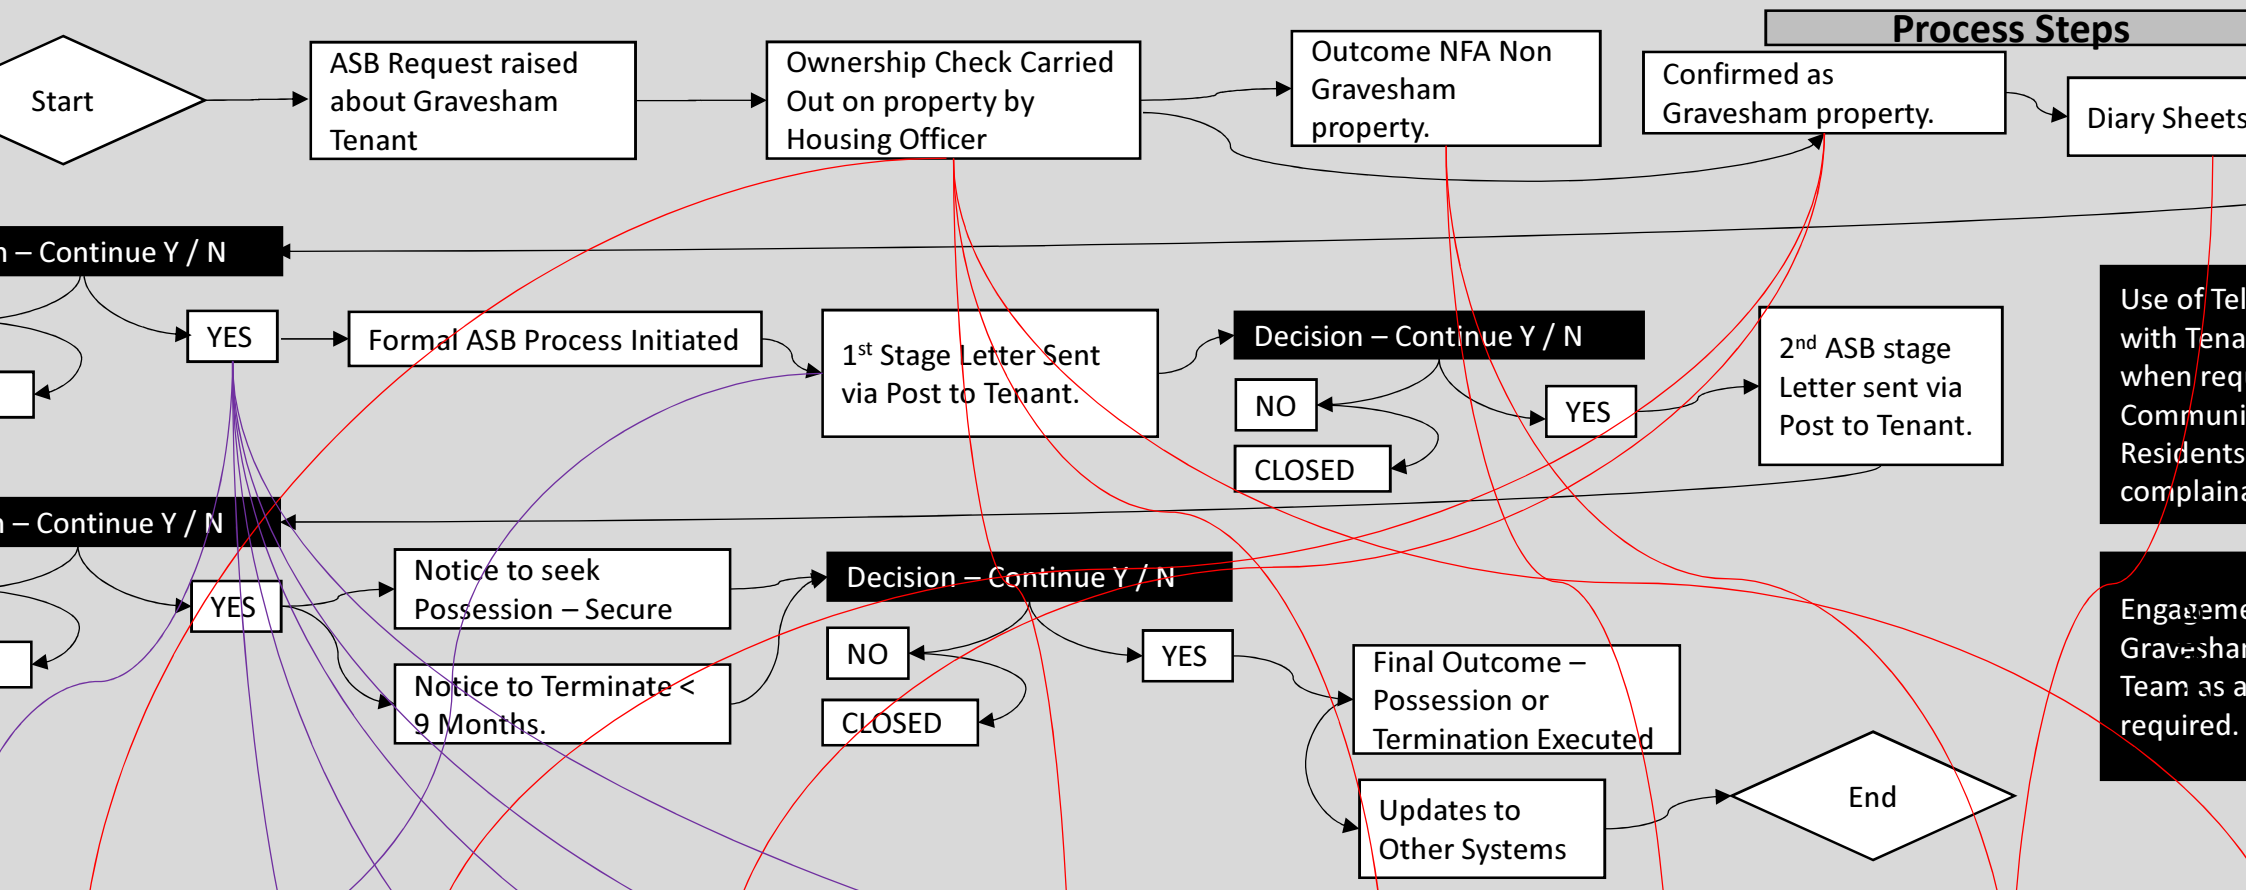 Process Steps
Start
ASB Request raised
about Gravesham
Tenant
Ownership Check Carried
Out on property by
Housing Officer
Outcome NFA Non
Gravesham
property.
Confirmed as
Gravesham property.
Diary Sheets
– Continue Y / N
YES
Formal ASB Process Initiated
1st Stage Letter Sent
via Post to Tenant.
Decision – Continue Y / N
NO
YES
CLOSED
2nd ASB stage
Letter sent via
Post to Tenant.
Use of Tel
with Tena
when req
Communi
Residents
complaina
– Continue Y / N
YES
Notice to seek
Possession – Secure
Notice to Terminate <
9 Months.
Decision – Continue Y / N
NO
YES
CLOSED
Final Outcome –
Possession or
Termination Executed
Updates to
Other Systems
End
Engageme
Gravesha
Team as a
required.